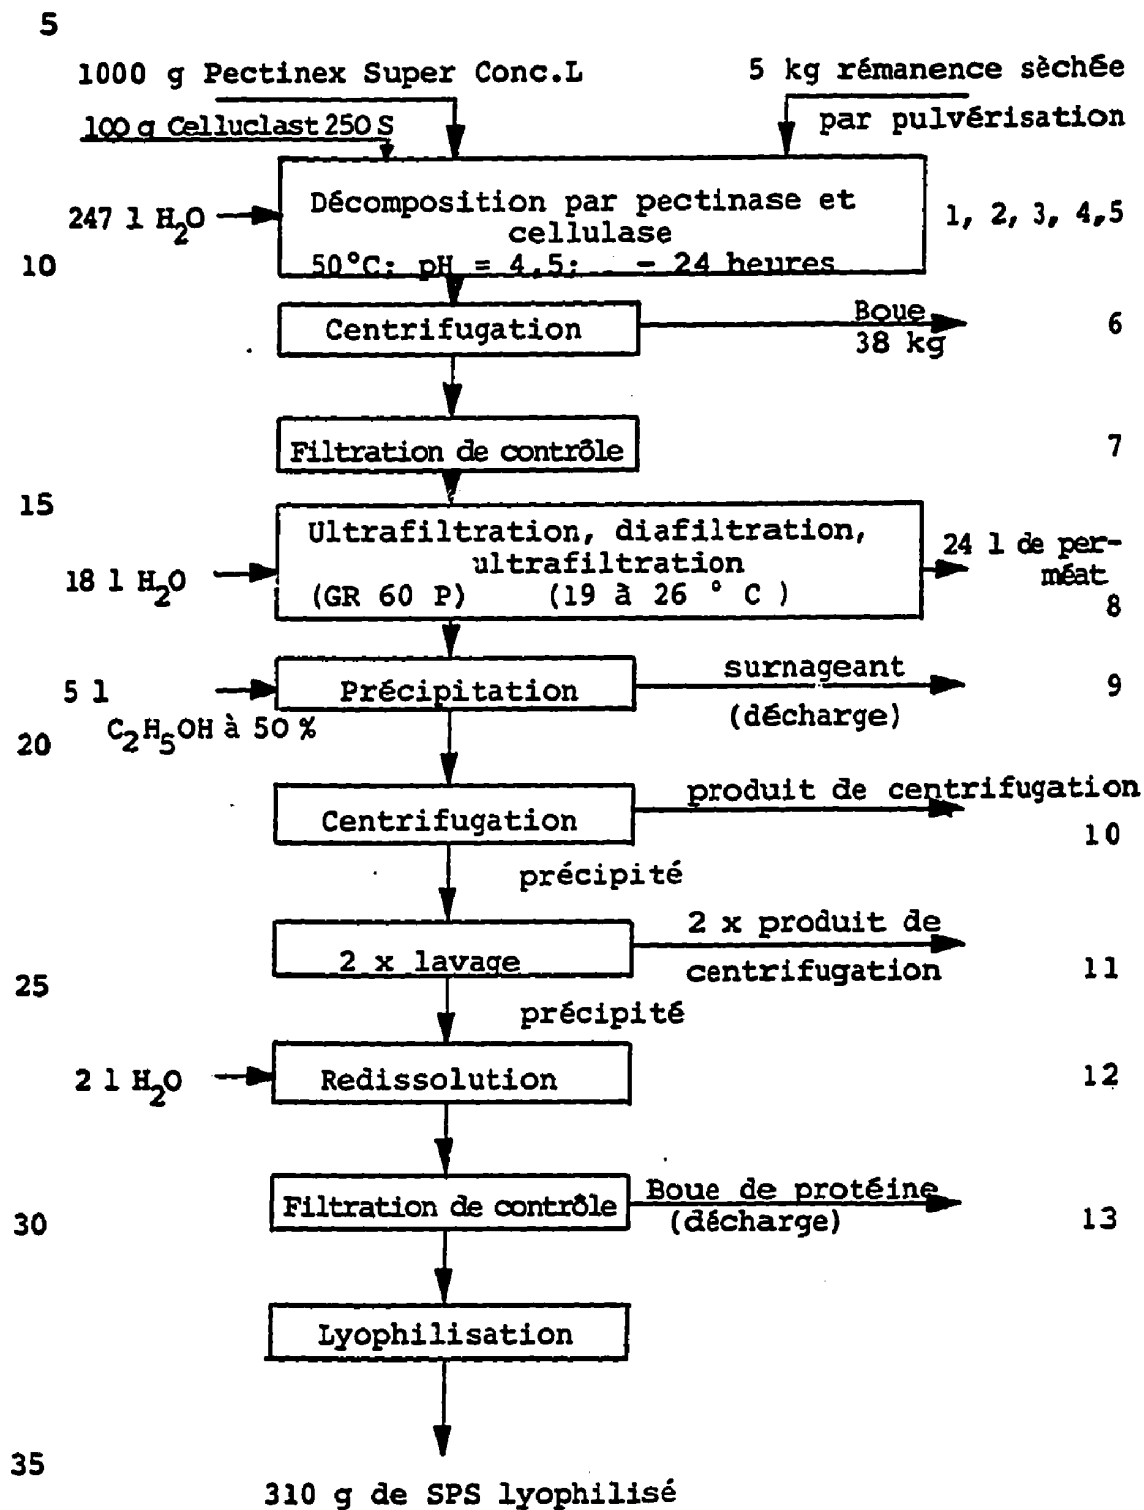 5
1000 g Pectinex Super Conc.L
5 kg rémanence sèchée
par pulvérisation
100 g Celluclast 250 S
247 l H2O
Décomposition par pectinase et
cellulase
50°C; pH = 4,5; - 24 heures
1, 2, 3, 4,5
10
Centrifugation
Boue
38 kg
6
Filtration de contrôle
7
15
Ultrafiltration, diafiltration,
ultrafiltration
(GR 60 P) (19 à 26 ° C )
18 l H2O
24 l de per-
méat
8
5 l
C2H5OH à 50 %
Précipitation
surnageant
(décharge)
9
20
Centrifugation
produit de centrifugation
10
précipité
2 x lavage
2 x produit de
centrifugation
11
25
précipité
2 l H2O
Redissolution
12
Filtration de contrôle
Boue de protéine
(décharge)
13
30
Lyophilisation
35
310 g de SPS lyophilisé